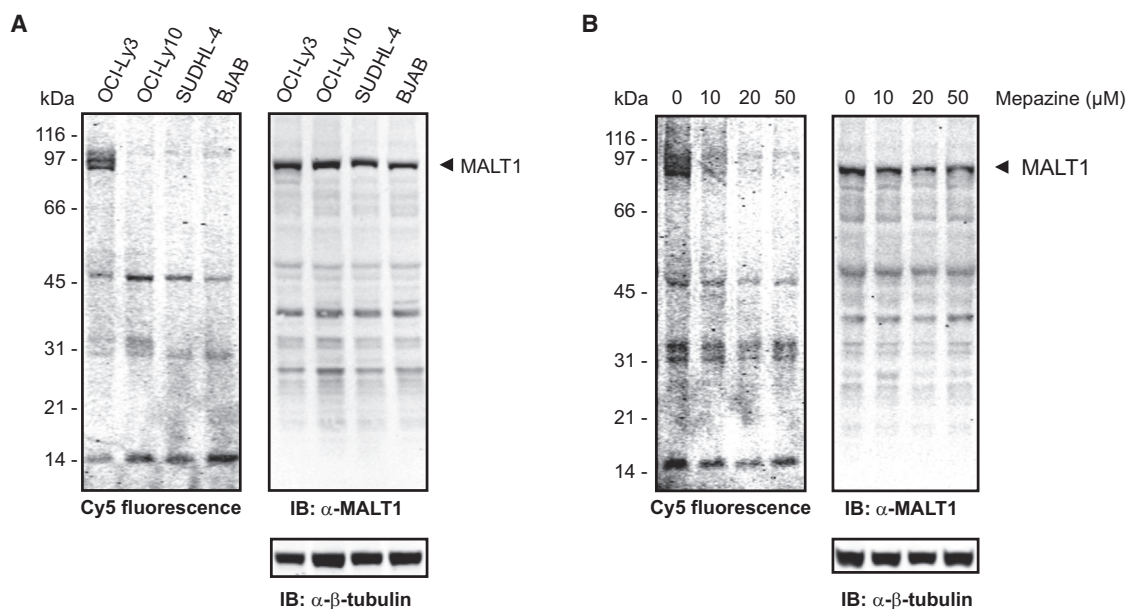 A
OCI-Ly3
OCI-Ly10
SUDHL-4
BJAB
OCI-Ly3
OCI-Ly10
SUDHL-4
BJAB
kDa
116 -
97 -
66 -
45 -
31 -
21 -
14 -
MALT1
Cy5 fluorescence
IB: α-MALT1
IB: α-β-tubulin
B
kDa 0 10 20 50 0 10 20 50 Mepazine (μM)
116 -
97 -
66 -
45 -
31 -
21 -
14 -
MALT1
Cy5 fluorescence
IB: α-MALT1
IB: α-β-tubulin